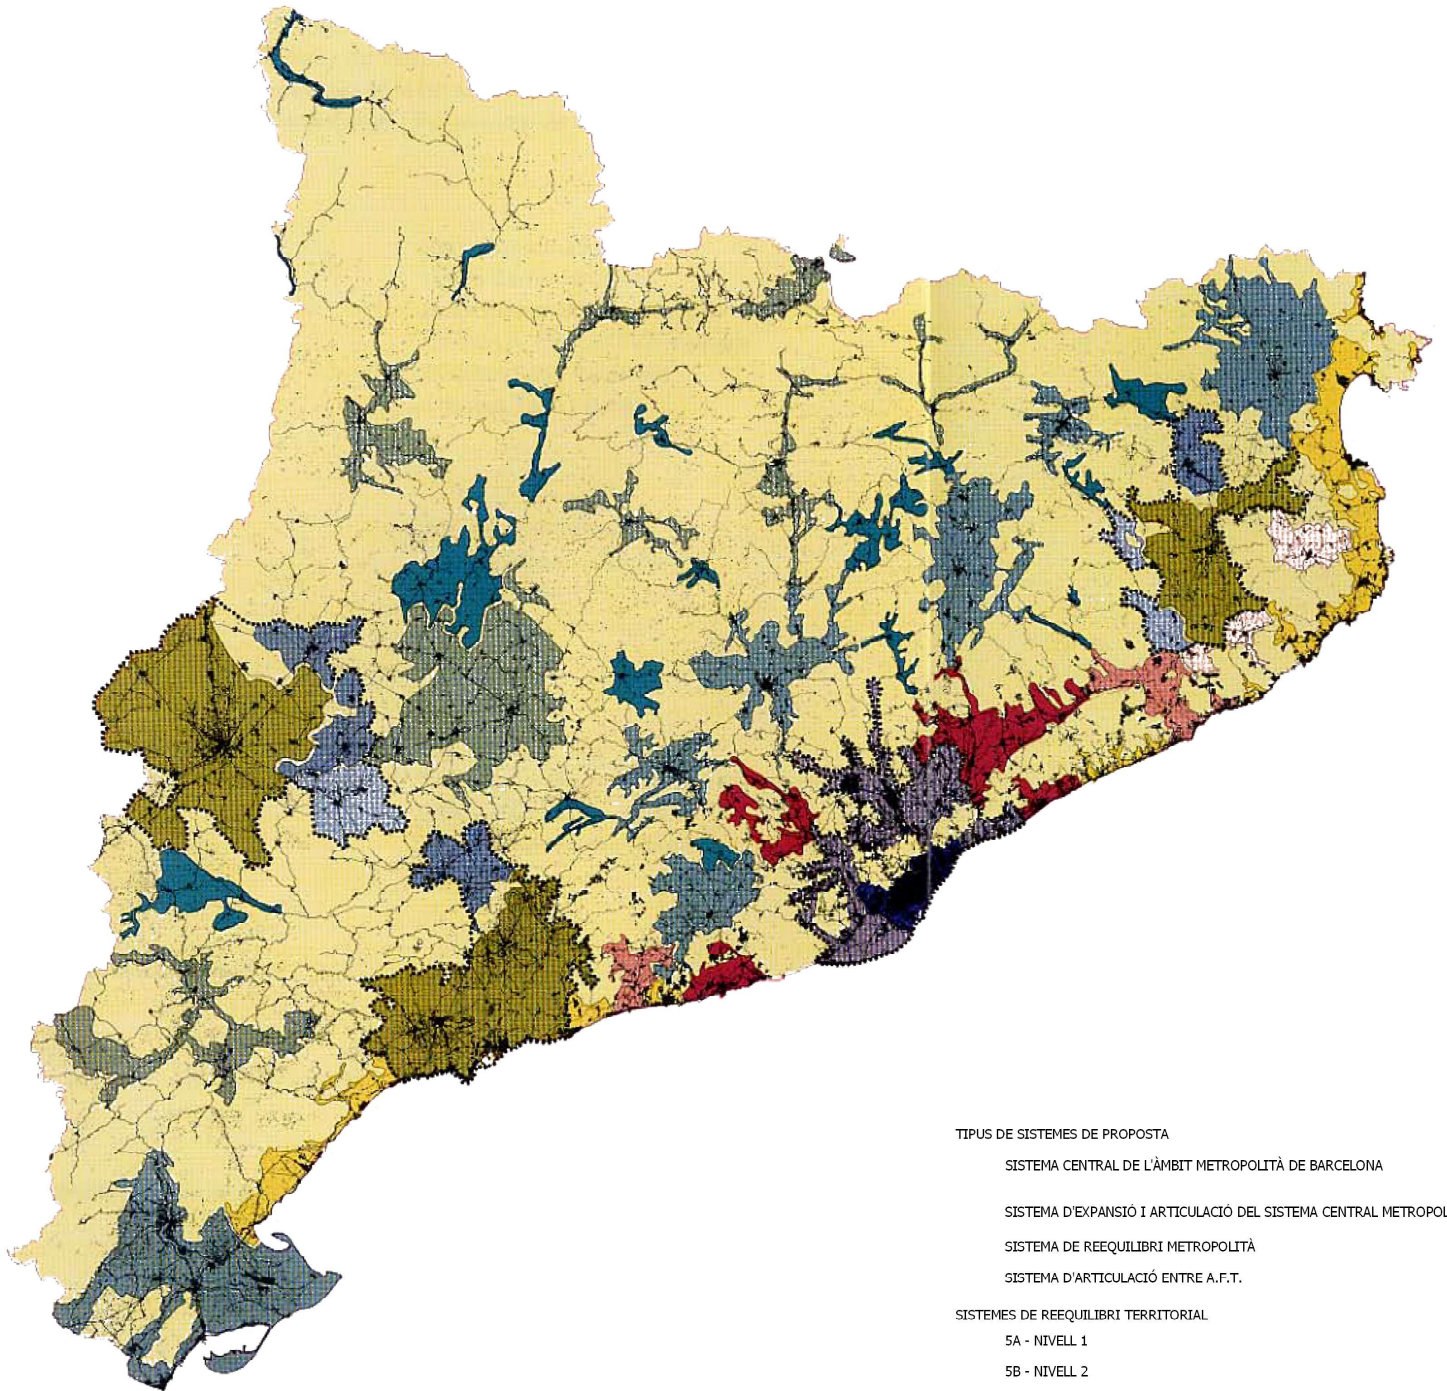 TIPUS DE SISTEMES DE PROPOSTA
SISTEMA CENTRAL DE L'ÀMBIT METROPOLITÀ DE BARCELONA
SISTEMA D'EXPANSIÓ I ARTICULACIÓ DEL SISTEMA CENTRAL METROPOL
SISTEMA DE REEQUILIBRI METROPOLITÀ
SISTEMA D'ARTICULACIÓ ENTRE A.F.T.
SISTEMES DE REEQUILIBRI TERRITORIAL
5A - NIVELL 1
5B - NIVELL 2